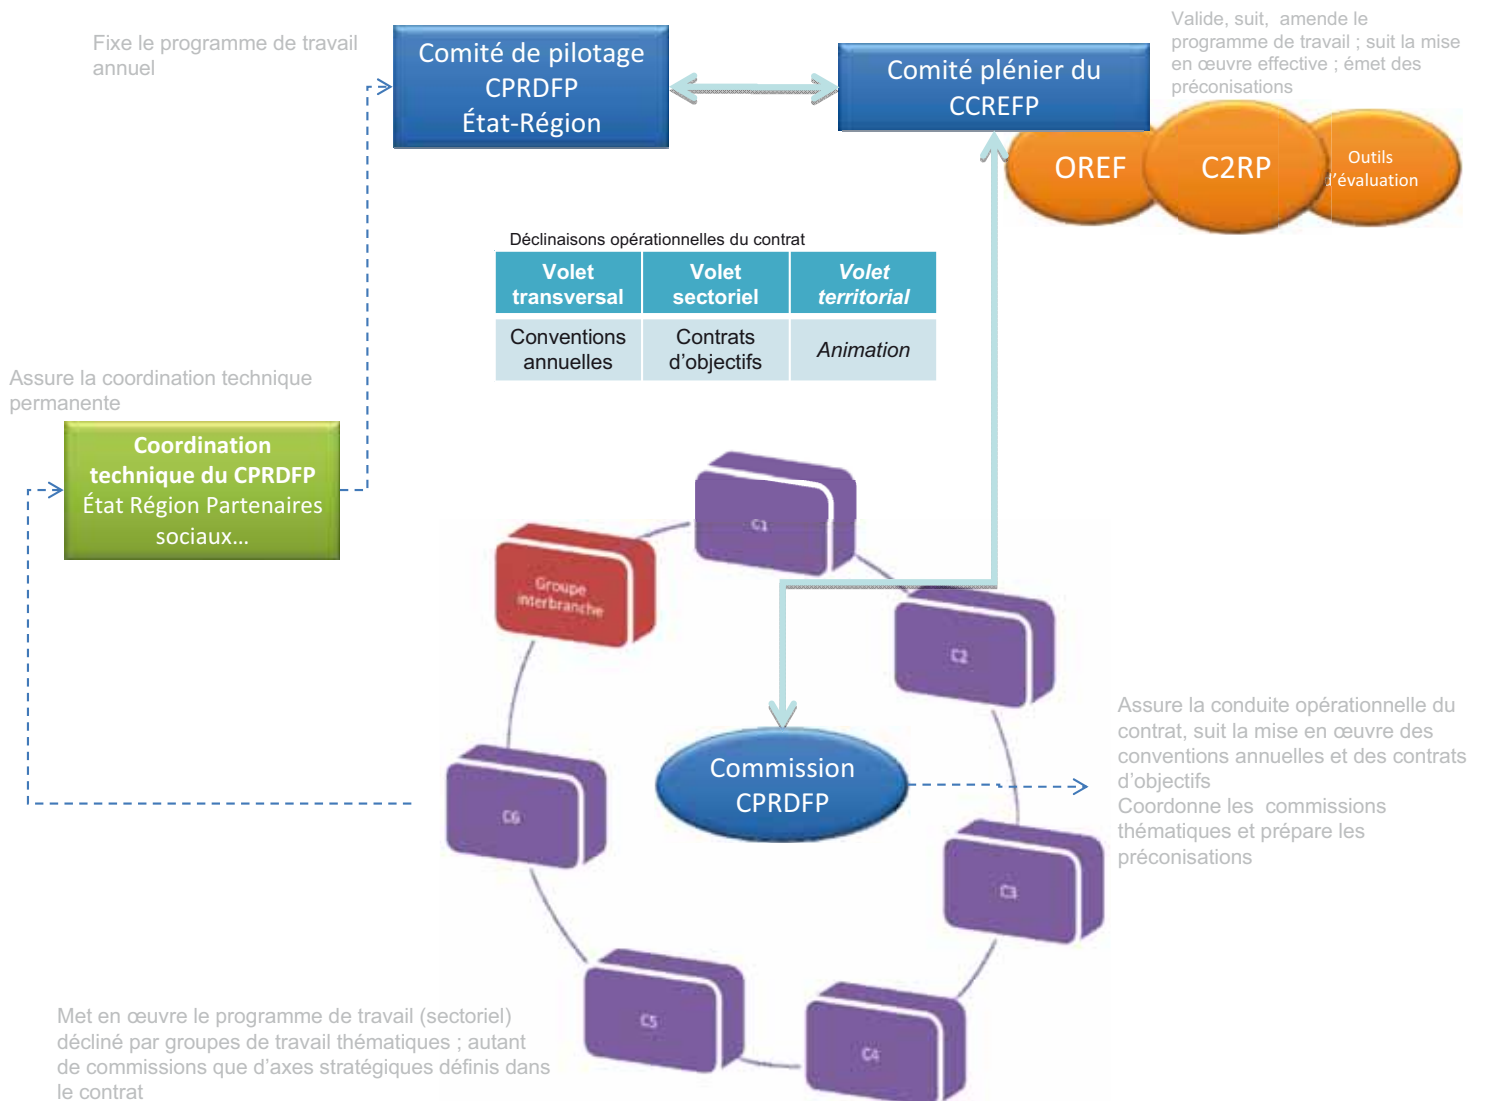 Fixe le programme de travail
annuel
Comité de pilotage
CPRDFP
État-Région
Comité plénier du
CCREFP
Valide, suit, amende le
programme de travail ; suit la mise
en œuvre effective ; émet des
préconisations
OREF
C2RP
Outils
d'évaluation
Déclinaisons opérationnelles du contrat
Volet
transversal
Volet
sectoriel
Volet
territorial
Conventions
annuelles
Contrats
d'objectifs
Animation
Assure la coordination technique
permanente
Coordination
technique du CPRDFP
État Région Partenaires
sociaux...
C1
Groupe
interbranche
C2
Commission
CPRDFP
Assure la conduite opérationnelle du
contrat, suit la mise en œuvre des
conventions annuelles et des contrats
d'objectifs
Coordonne les commissions
thématiques et prépare les
préconisations
C6
C3
C5
C4
Met en œuvre le programme de travail (sectoriel)
décliné par groupes de travail thématiques ; autant
de commissions que d'axes stratégiques définis dans
le contrat